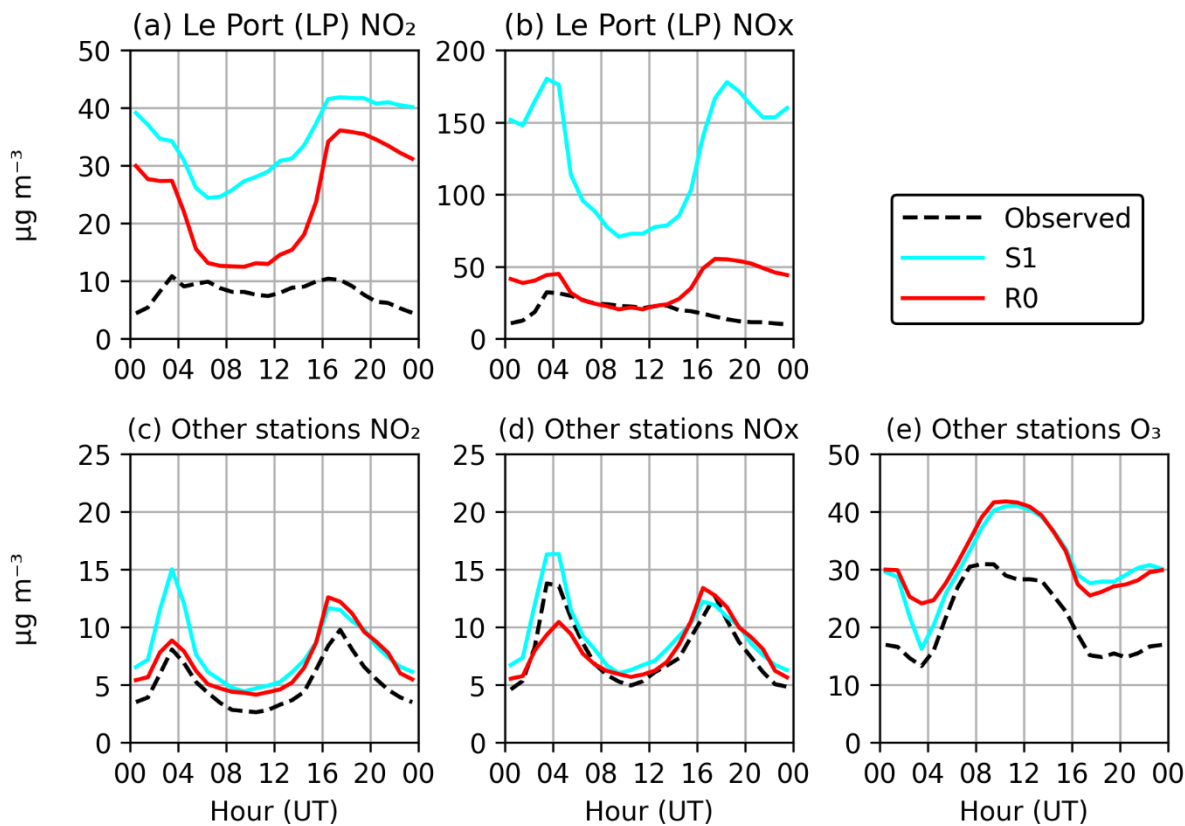 (a) Le Port (LP) NO₂
(b) Le Port (LP) NOx
50
40
30
20
10
0
µg m⁻³
00 04 08 12 16 20 00
200
150
100
50
0
00 04 08 12 16 20 00
Observed
S1
R0
(c) Other stations NO₂
(d) Other stations NOx
(e) Other stations O₃
25
20
15
10
5
0
µg m⁻³
00 04 08 12 16 20 00
Hour (UT)
25
20
15
10
5
0
00 04 08 12 16 20 00
Hour (UT)
50
40
30
20
10
0
00 04 08 12 16 20 00
Hour (UT)